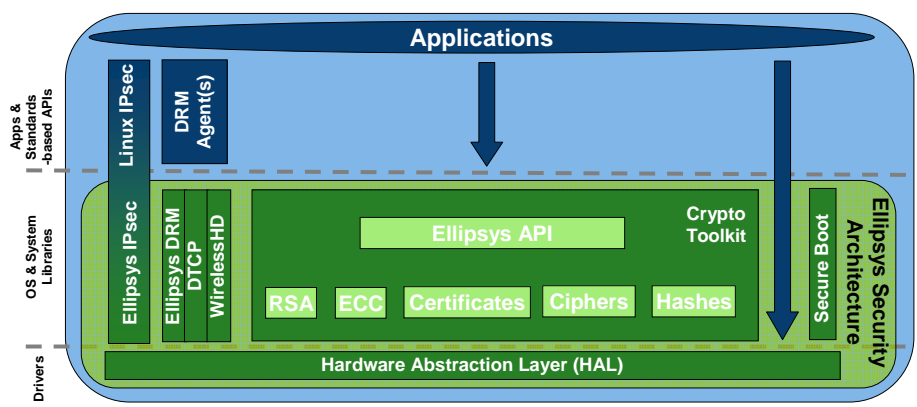 Applications
Apps &
Standards
-based APIs
Linux IPsec
DRM
Agent(s)
OS & System
Libraries
Ellipsys IPsec
Ellipsys DRM
DTCP
WirelessHD
Crypto
Toolkit
Ellipsys API
RSA
ECC
Certificates
Ciphers
Hashes
Secure Boot
Ellipsys Security
Architecture
Drivers
Hardware Abstraction Layer (HAL)